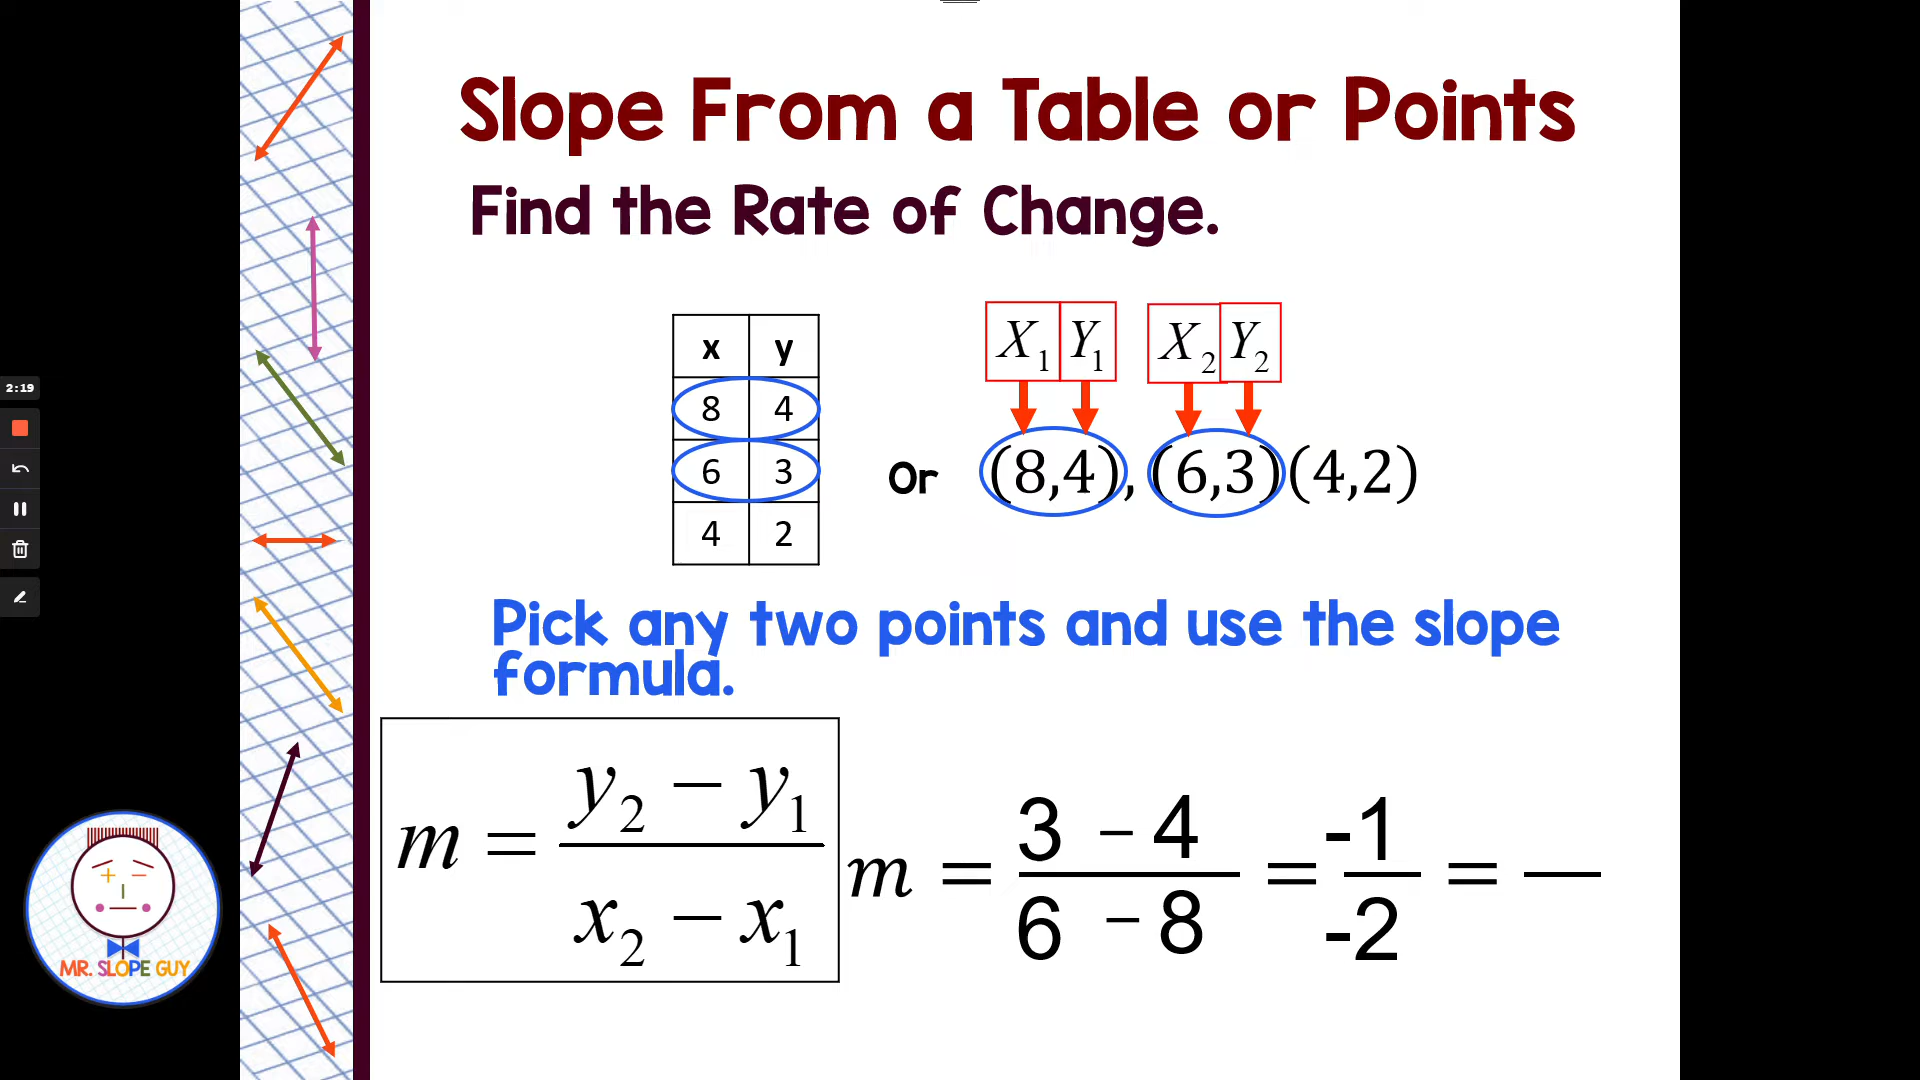 Slope From a Table or Points
Find the Rate of Change.
X₁ Y₁ X₂ Y₂
x y
8 4
6 3
4 2
Or (8,4), (6,3)(4,2)
2:19
Pick any two points and use the slope
formula.
m = (y₂ − y₁)/(x₂ − x₁)
m = (3 − 4)/(6 − 8) = -1/-2 = —
MR. SLOPE GUY